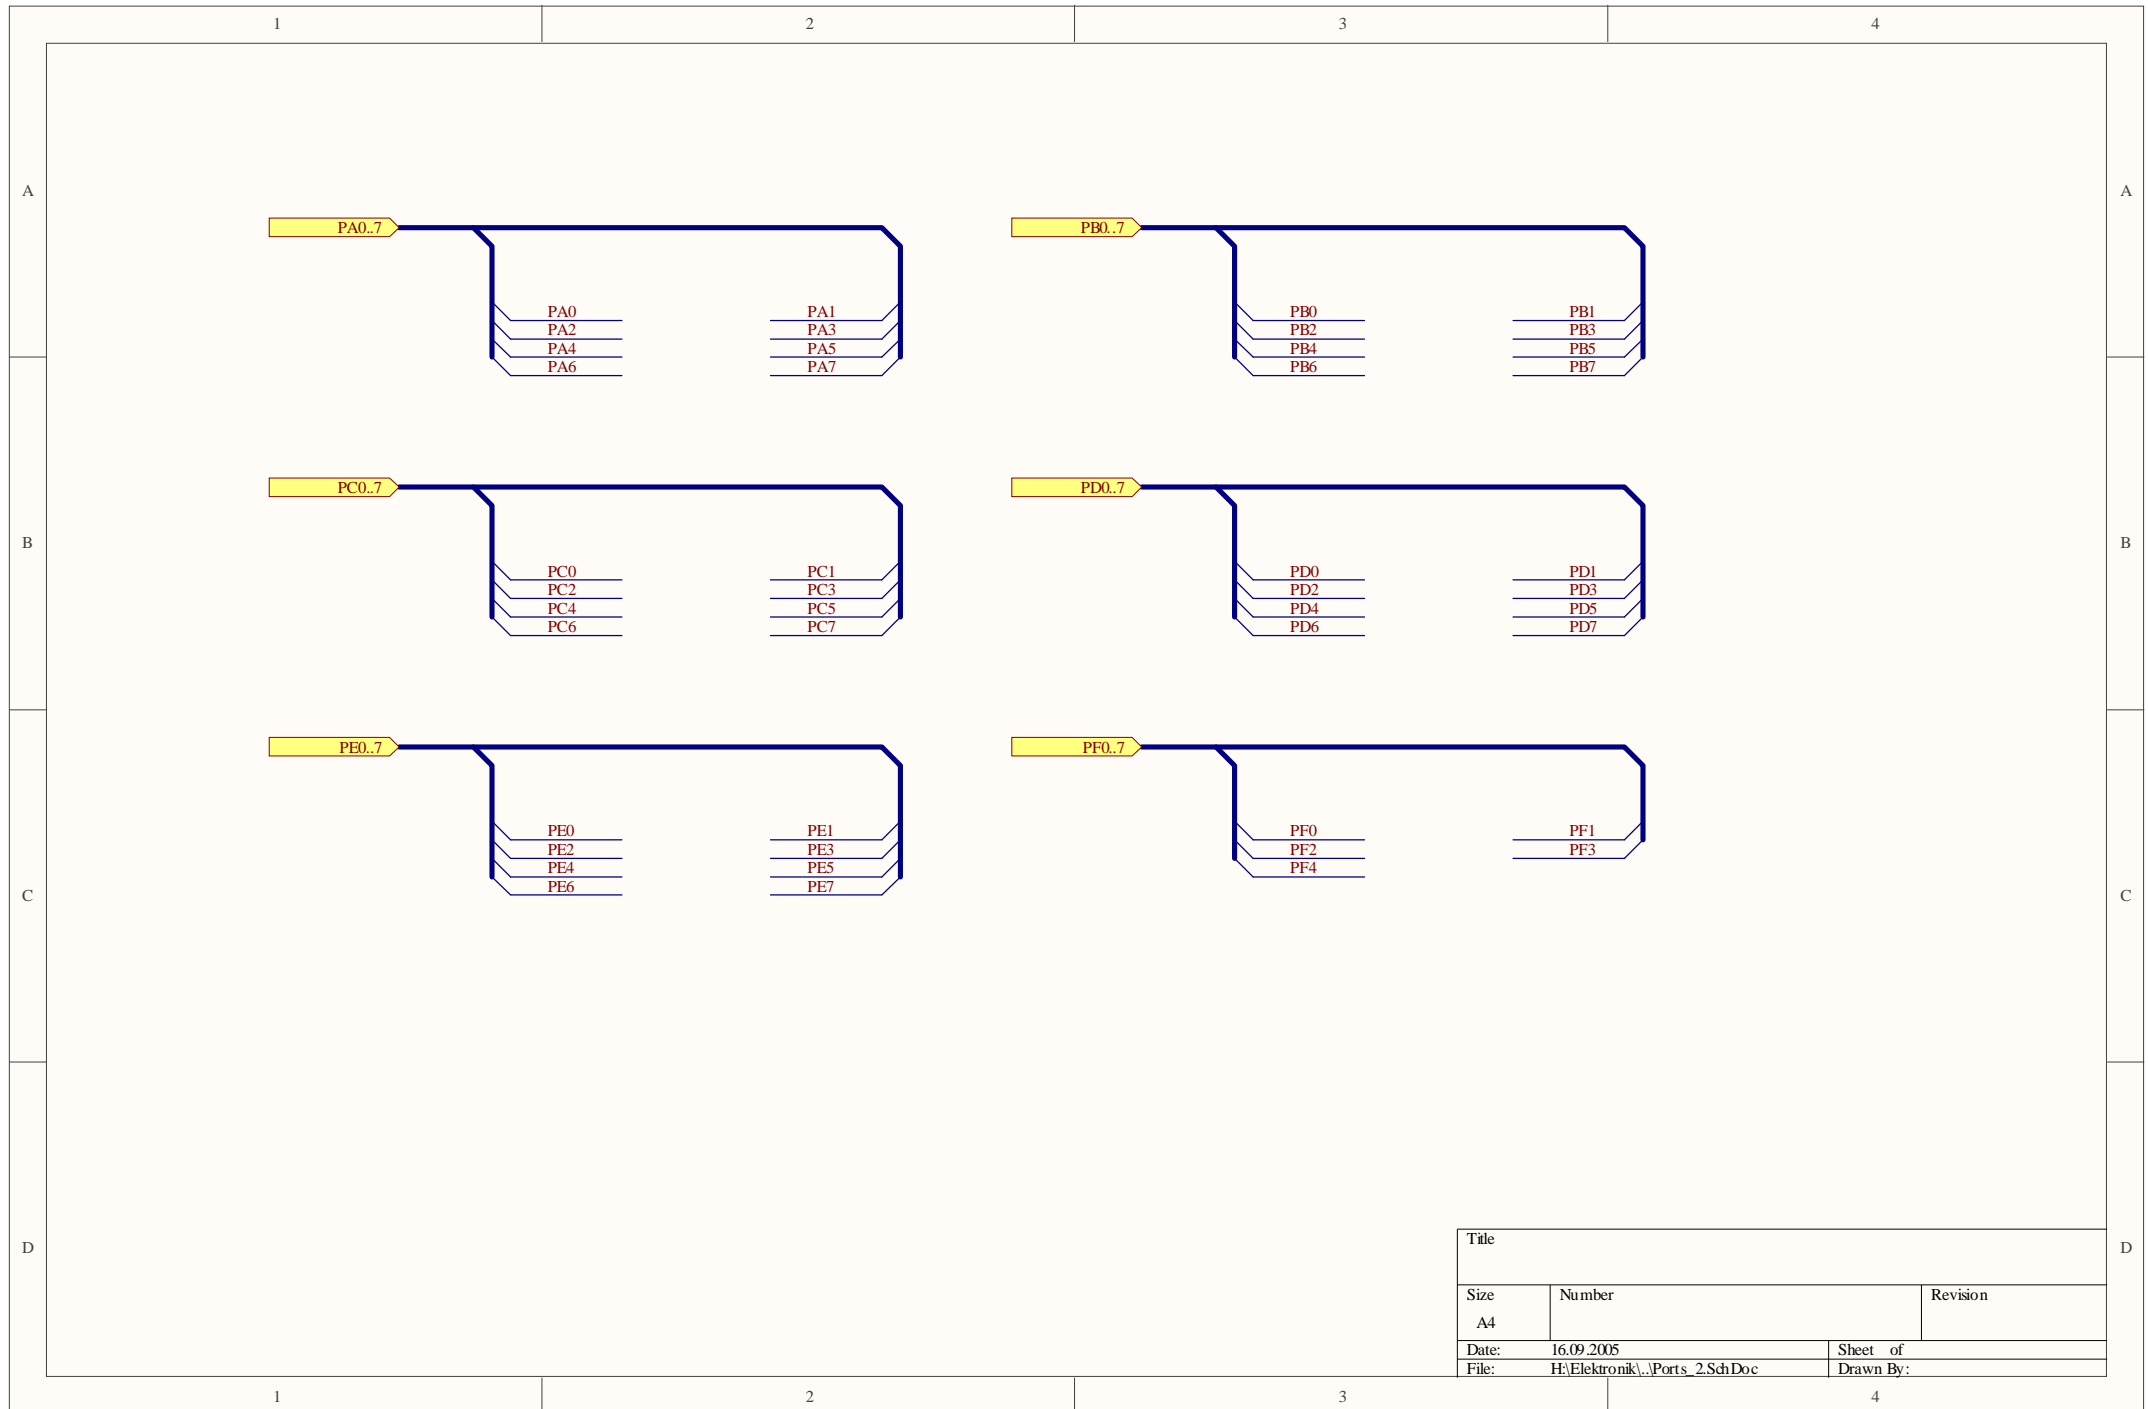 1 2 3 4
A A
PA0..7 PB0..7
PA0 PA1 PB0 PB1
PA2 PA3 PB2 PB3
PA4 PA5 PB4 PB5
PA6 PA7 PB6 PB7
PC0..7 PD0..7
B B
PC0 PC1 PD0 PD1
PC2 PC3 PD2 PD3
PC4 PC5 PD4 PD5
PC6 PC7 PD6 PD7
PE0..7 PF0..7
PE0 PE1 PF0 PF1
PE2 PE3 PF2 PF3
PE4 PE5 PF4
PE6 PE7
C C
D D
Title
Size Number Revision
A4
Date: 16.09.2005 Sheet of
File: H:\Elektronik\..\Ports_2.SchDoc Drawn By:
1 2 3 4